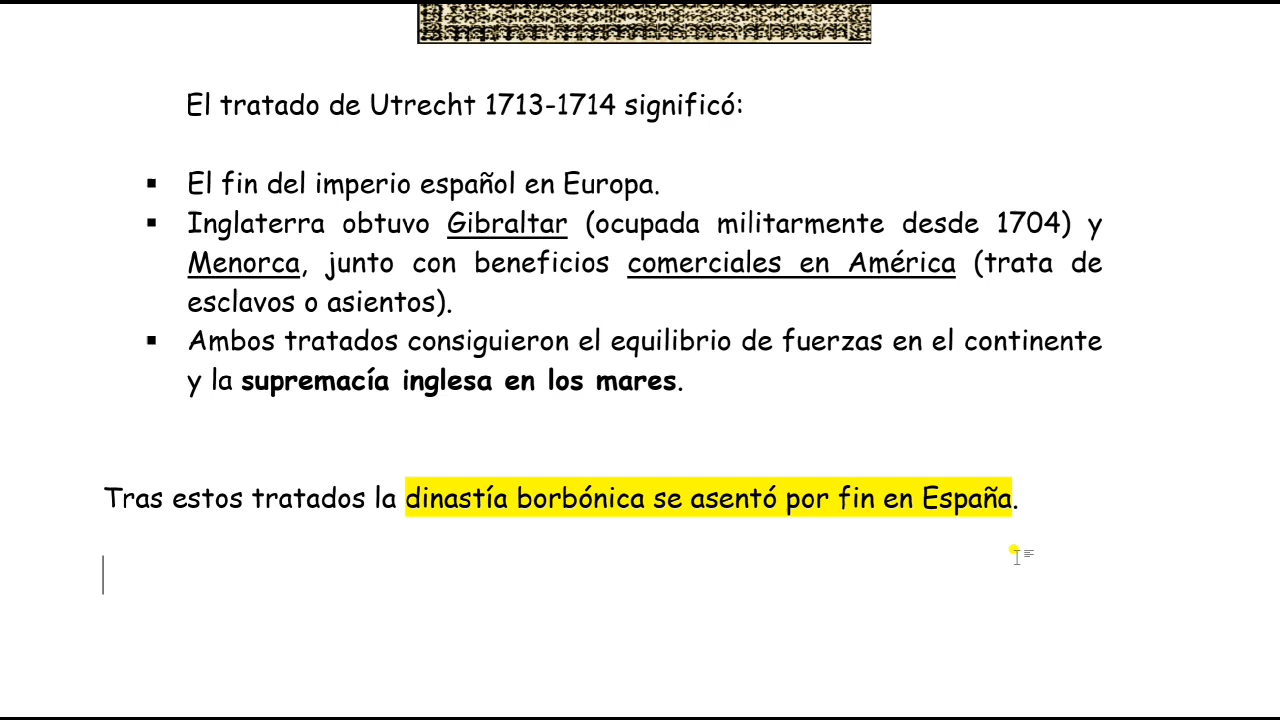 El tratado de Utrecht 1713-1714 significó:
▪ El fin del imperio español en Europa.
▪ Inglaterra obtuvo Gibraltar (ocupada militarmente desde 1704) y
Menorca, junto con beneficios comerciales en América (trata de
esclavos o asientos).
▪ Ambos tratados consiguieron el equilibrio de fuerzas en el continente
y la supremacía inglesa en los mares.
Tras estos tratados la dinastía borbónica se asentó por fin en España.